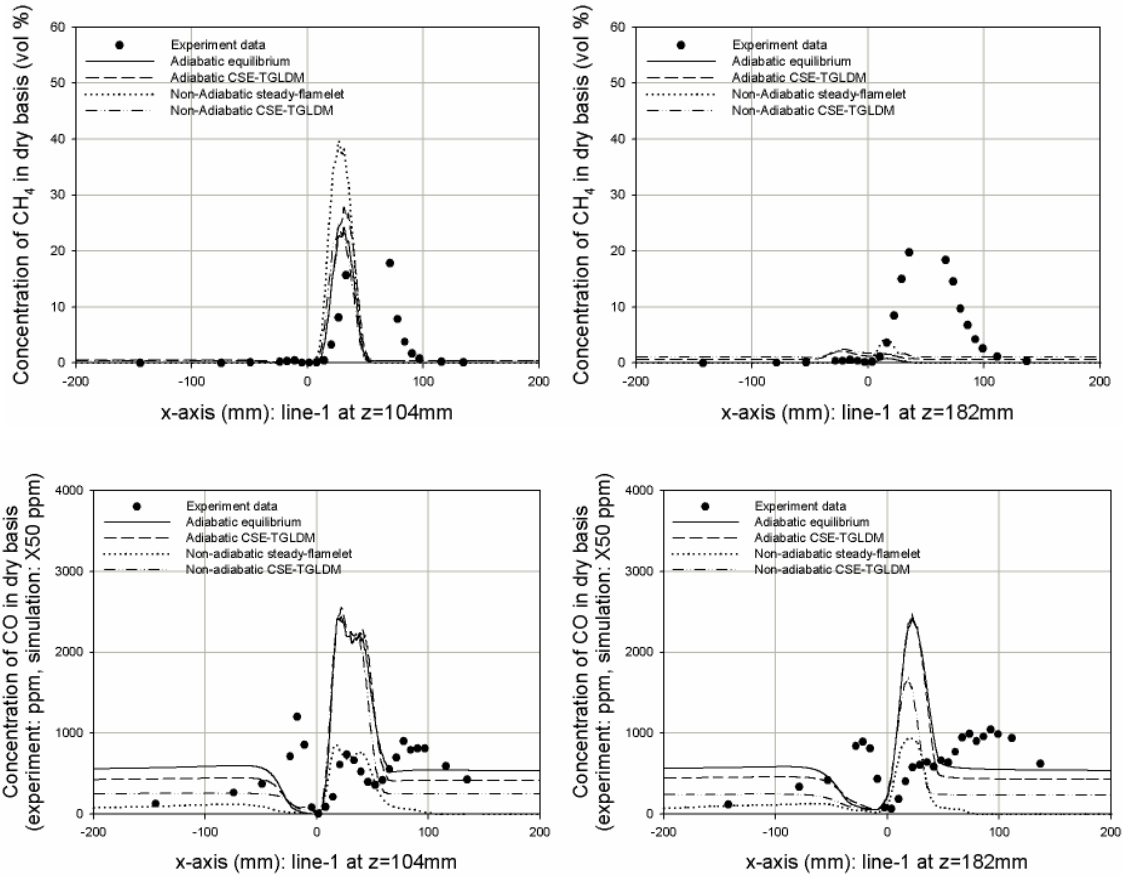 Concentration of CH4 in dry basis (vol %)
60
50
40
30
20
10
0
Experiment data
Adiabatic equilibrium
Adiabatic CSE-TGLDM
Non-Adiabatic steady-flamelet
Non-Adiabatic CSE-TGLDM
-200 -100 0 100 200
x-axis (mm): line-1 at z=104mm
Concentration of CH4 in dry basis (vol %)
60
50
40
30
20
10
0
Experiment data
Adiabatic equilibrium
Adiabatic CSE-TGLDM
Non-Adiabatic steady-flamelet
Non-Adiabatic CSE-TGLDM
-200 -100 0 100 200
x-axis (mm): line-1 at z=182mm
Concentration of CO in dry basis
(experiment: ppm, simulation: X50 ppm)
4000
3000
2000
1000
0
Experiment data
Adiabatic equilibrium
Adiabatic CSE-TGLDM
Non-adiabatic steady-flamelet
Non-adiabatic CSE-TGLDM
-200 -100 0 100 200
x-axis (mm): line-1 at z=104mm
Concentration of CO in dry basis
(experiment: ppm, simulation: X50 ppm)
4000
3000
2000
1000
0
Experiment data
Adiabatic equilibrium
Adiabatic CSE-TGLDM
Non-adiabatic steady-flamelet
Non-adiabatic CSE-TGLDM
-200 -100 0 100 200
x-axis (mm): line-1 at z=182mm